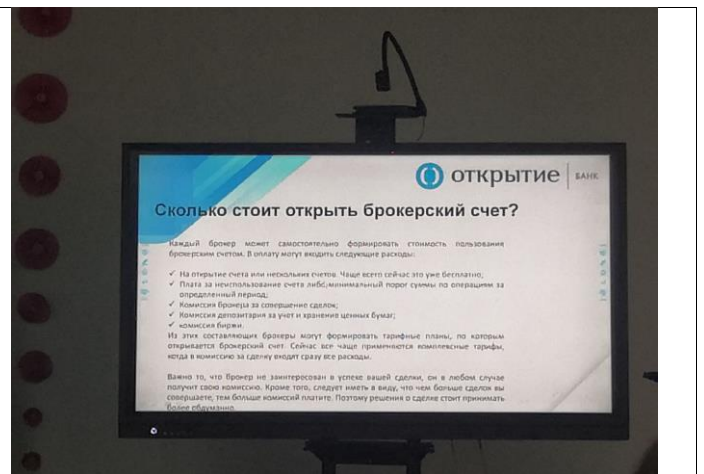 открытие БАНК
Сколько стоит открыть брокерский счет?
Каждый брокер может самостоятельно формировать стоимость пользования
брокерским счетом. В оплату могут входить следующие расходы:
✓ На открытие счета или нескольких счетов. Чаще всего сейчас это уже бесплатно;
✓ Плата за неиспользование счета либо минимальный порог суммы по операциям за
определенный период;
✓ Комиссия брокера за совершение сделок;
✓ Комиссия депозитария за учет и хранение ценных бумаг;
✓ комиссия биржи.
Из этих составляющих брокеры могут формировать тарифные планы, по которым
открывается брокерский счет. Сейчас все чаще применяются комплексные тарифы,
когда в комиссию за сделку входят сразу все расходы.
Важно то, что брокер не заинтересован в успехе вашей сделки, он в любом случае
получит свою комиссию. Кроме того, следует иметь в виду, что чем больше сделок вы
совершаете, тем больше комиссий платите. Поэтому решения о сделке стоит принимать
более обдуманно.